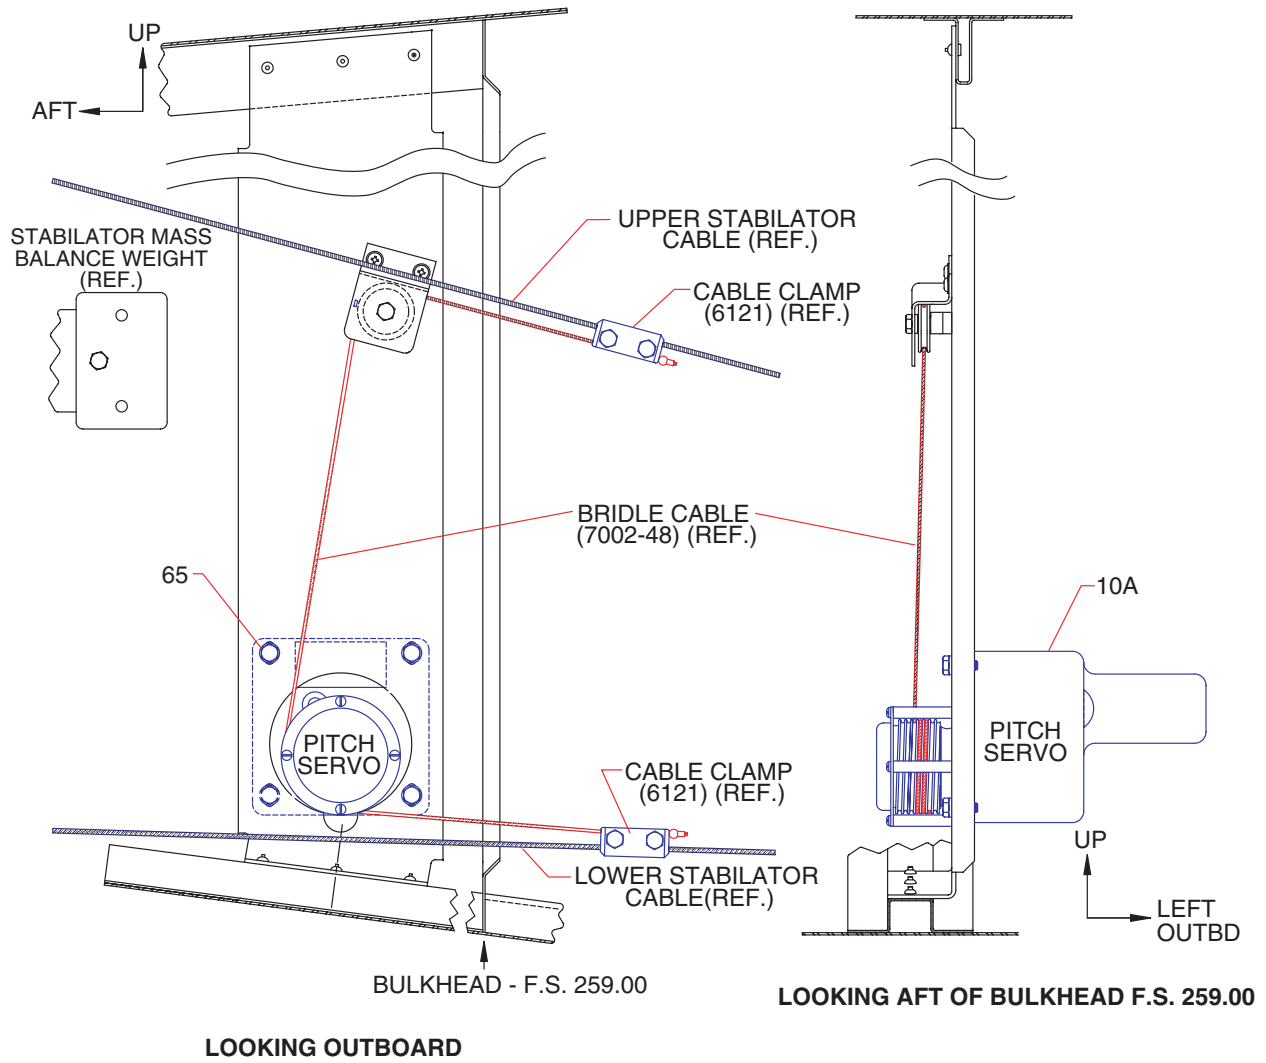 UP
AFT
STABILATOR MASS
BALANCE WEIGHT
(REF.)
UPPER STABILATOR
CABLE (REF.)
CABLE CLAMP
(6121) (REF.)
BRIDLE CABLE
(7002-48) (REF.)
65
10A
PITCH
SERVO
PITCH
SERVO
CABLE CLAMP
(6121) (REF.)
LOWER STABILATOR
CABLE(REF.)
UP
LEFT
OUTBD
BULKHEAD - F.S. 259.00
LOOKING AFT OF BULKHEAD F.S. 259.00
LOOKING OUTBOARD